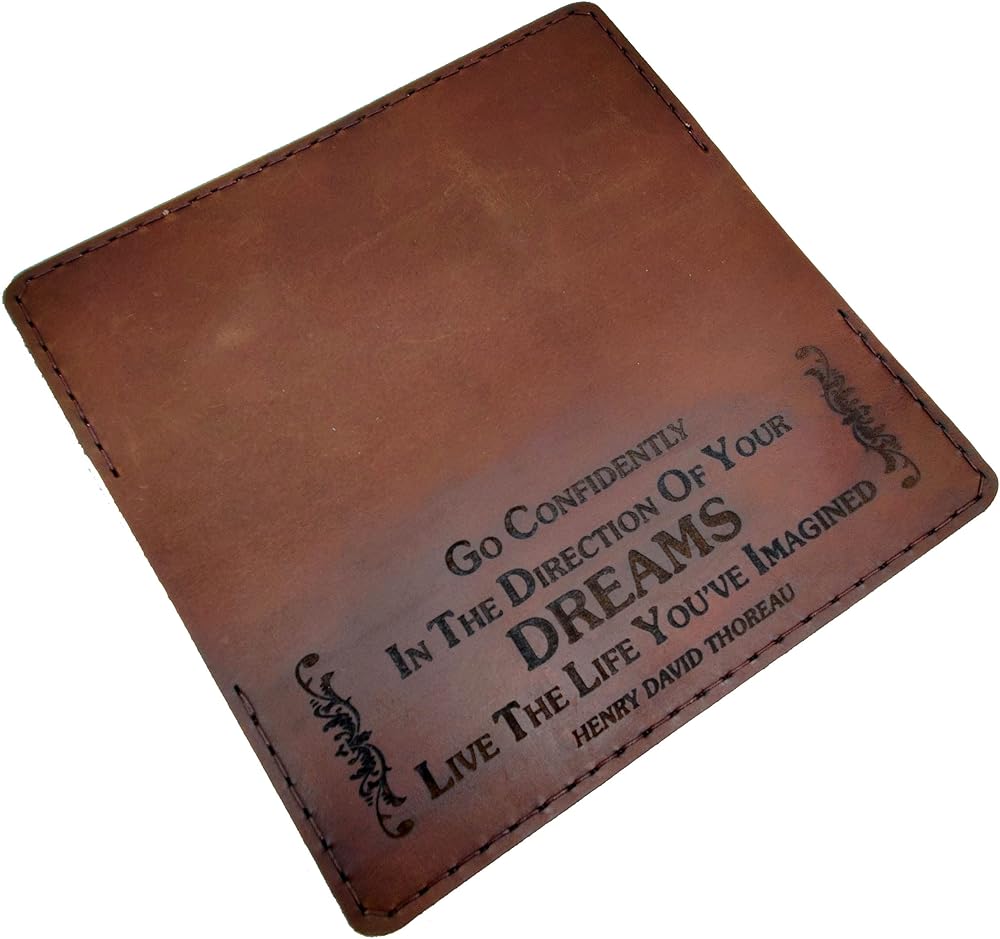 Go Confidently
In The Direction Of Your
DREAMS
Live The Life You've Imagined
HENRY DAVID THOREAU